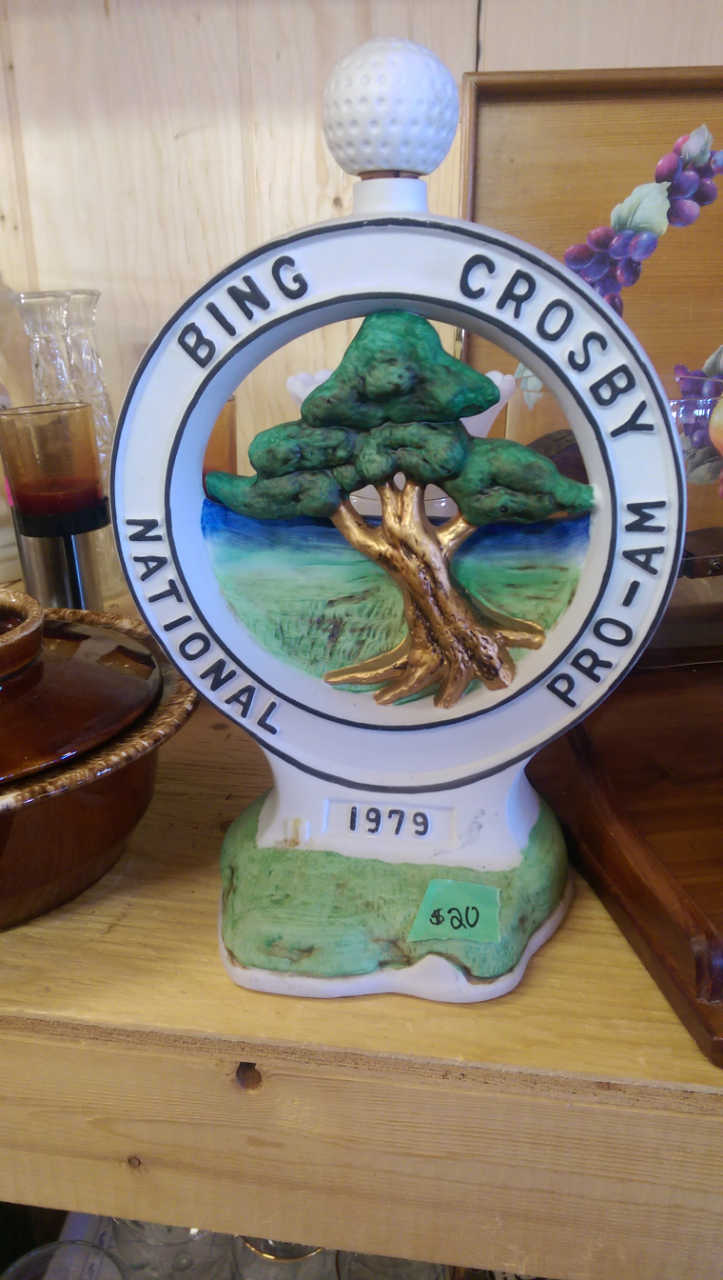 BING CROSBY
NATIONAL PRO-AM
1979
$20